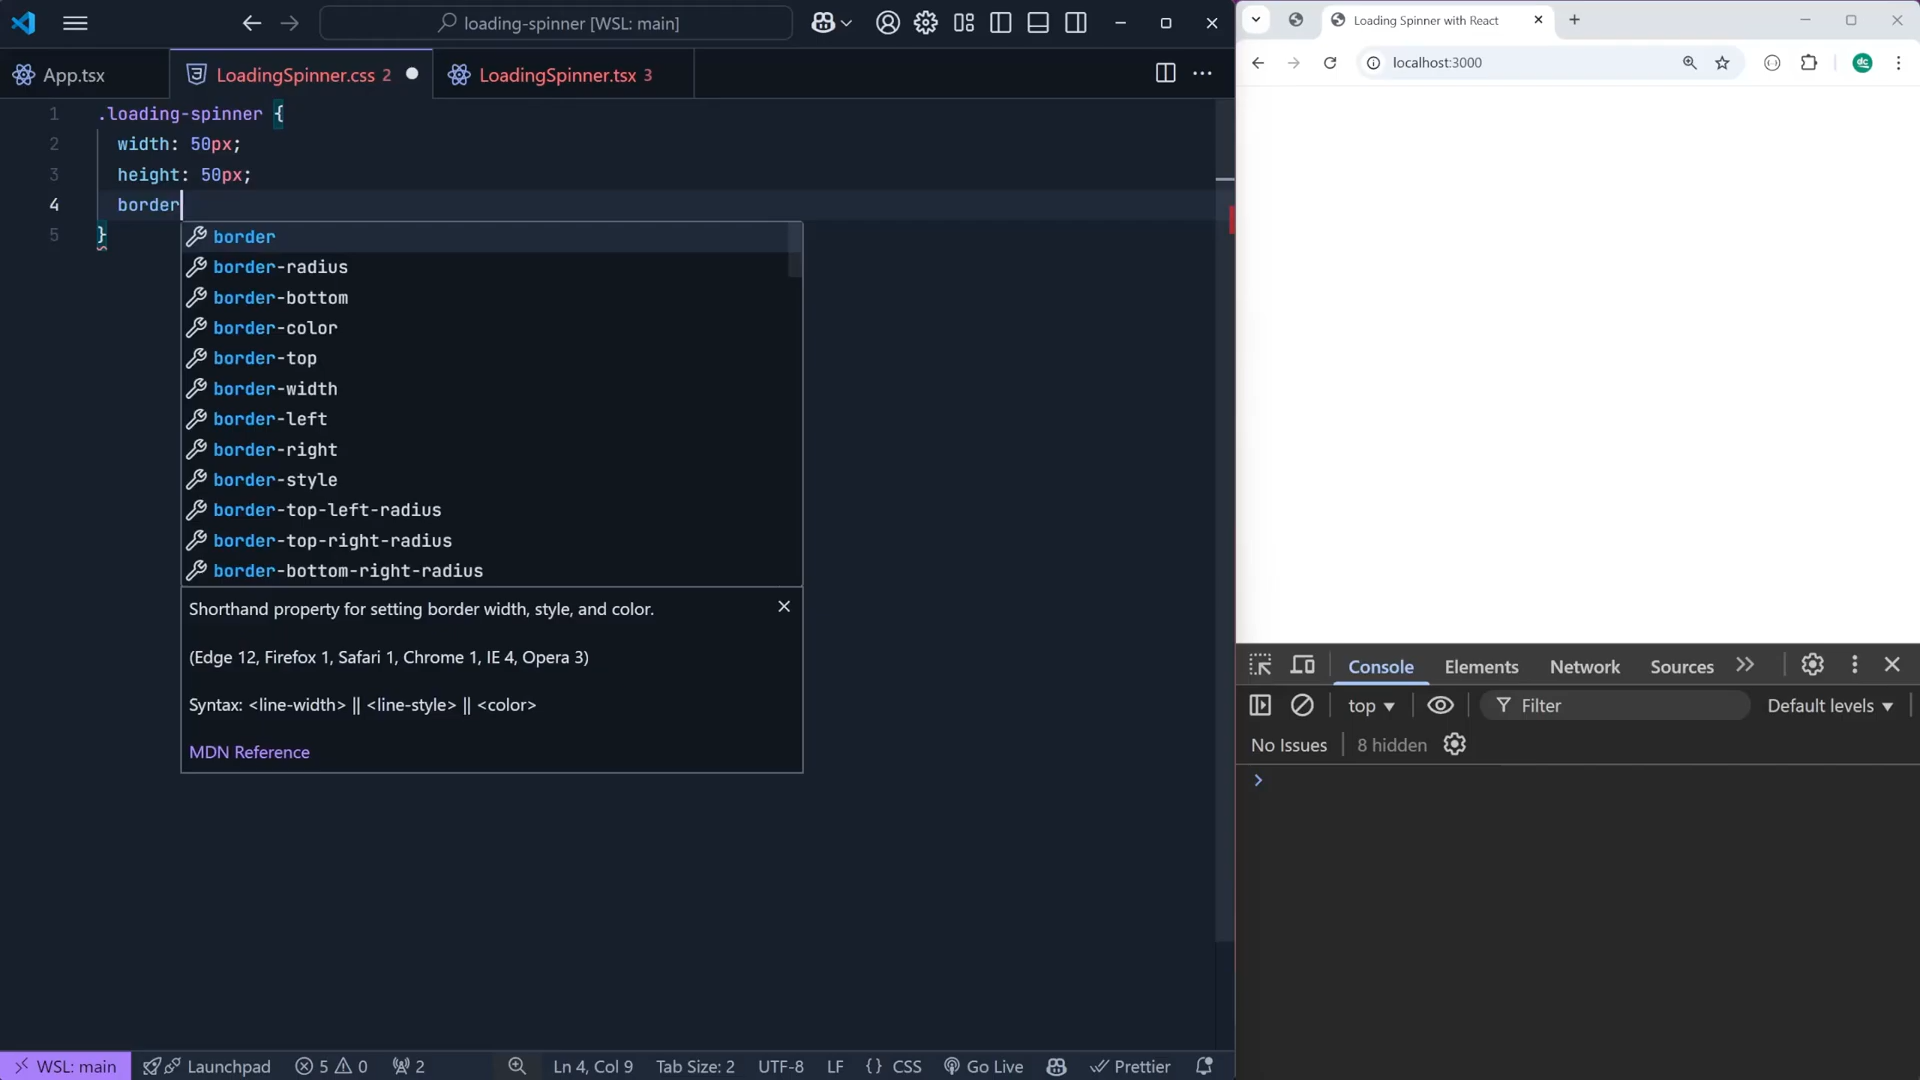 loading-spinner [WSL: main]
App.tsx
LoadingSpinner.css 2
LoadingSpinner.tsx 3
1 .loading-spinner {
2 width: 50px;
3 height: 50px;
4 border
5 }
border
border-radius
border-bottom
border-color
border-top
border-width
border-left
border-right
border-style
border-top-left-radius
border-top-right-radius
border-bottom-right-radius
Shorthand property for setting border width, style, and color.
(Edge 12, Firefox 1, Safari 1, Chrome 1, IE 4, Opera 3)
Syntax: <line-width> || <line-style> || <color>
MDN Reference
WSL: main Launchpad 5 0 2 Ln 4, Col 9 Tab Size: 2 UTF-8 LF {} CSS Go Live Prettier
Loading Spinner with React
localhost:3000
dc
Console Elements Network Sources
top Filter Default levels
No Issues 8 hidden